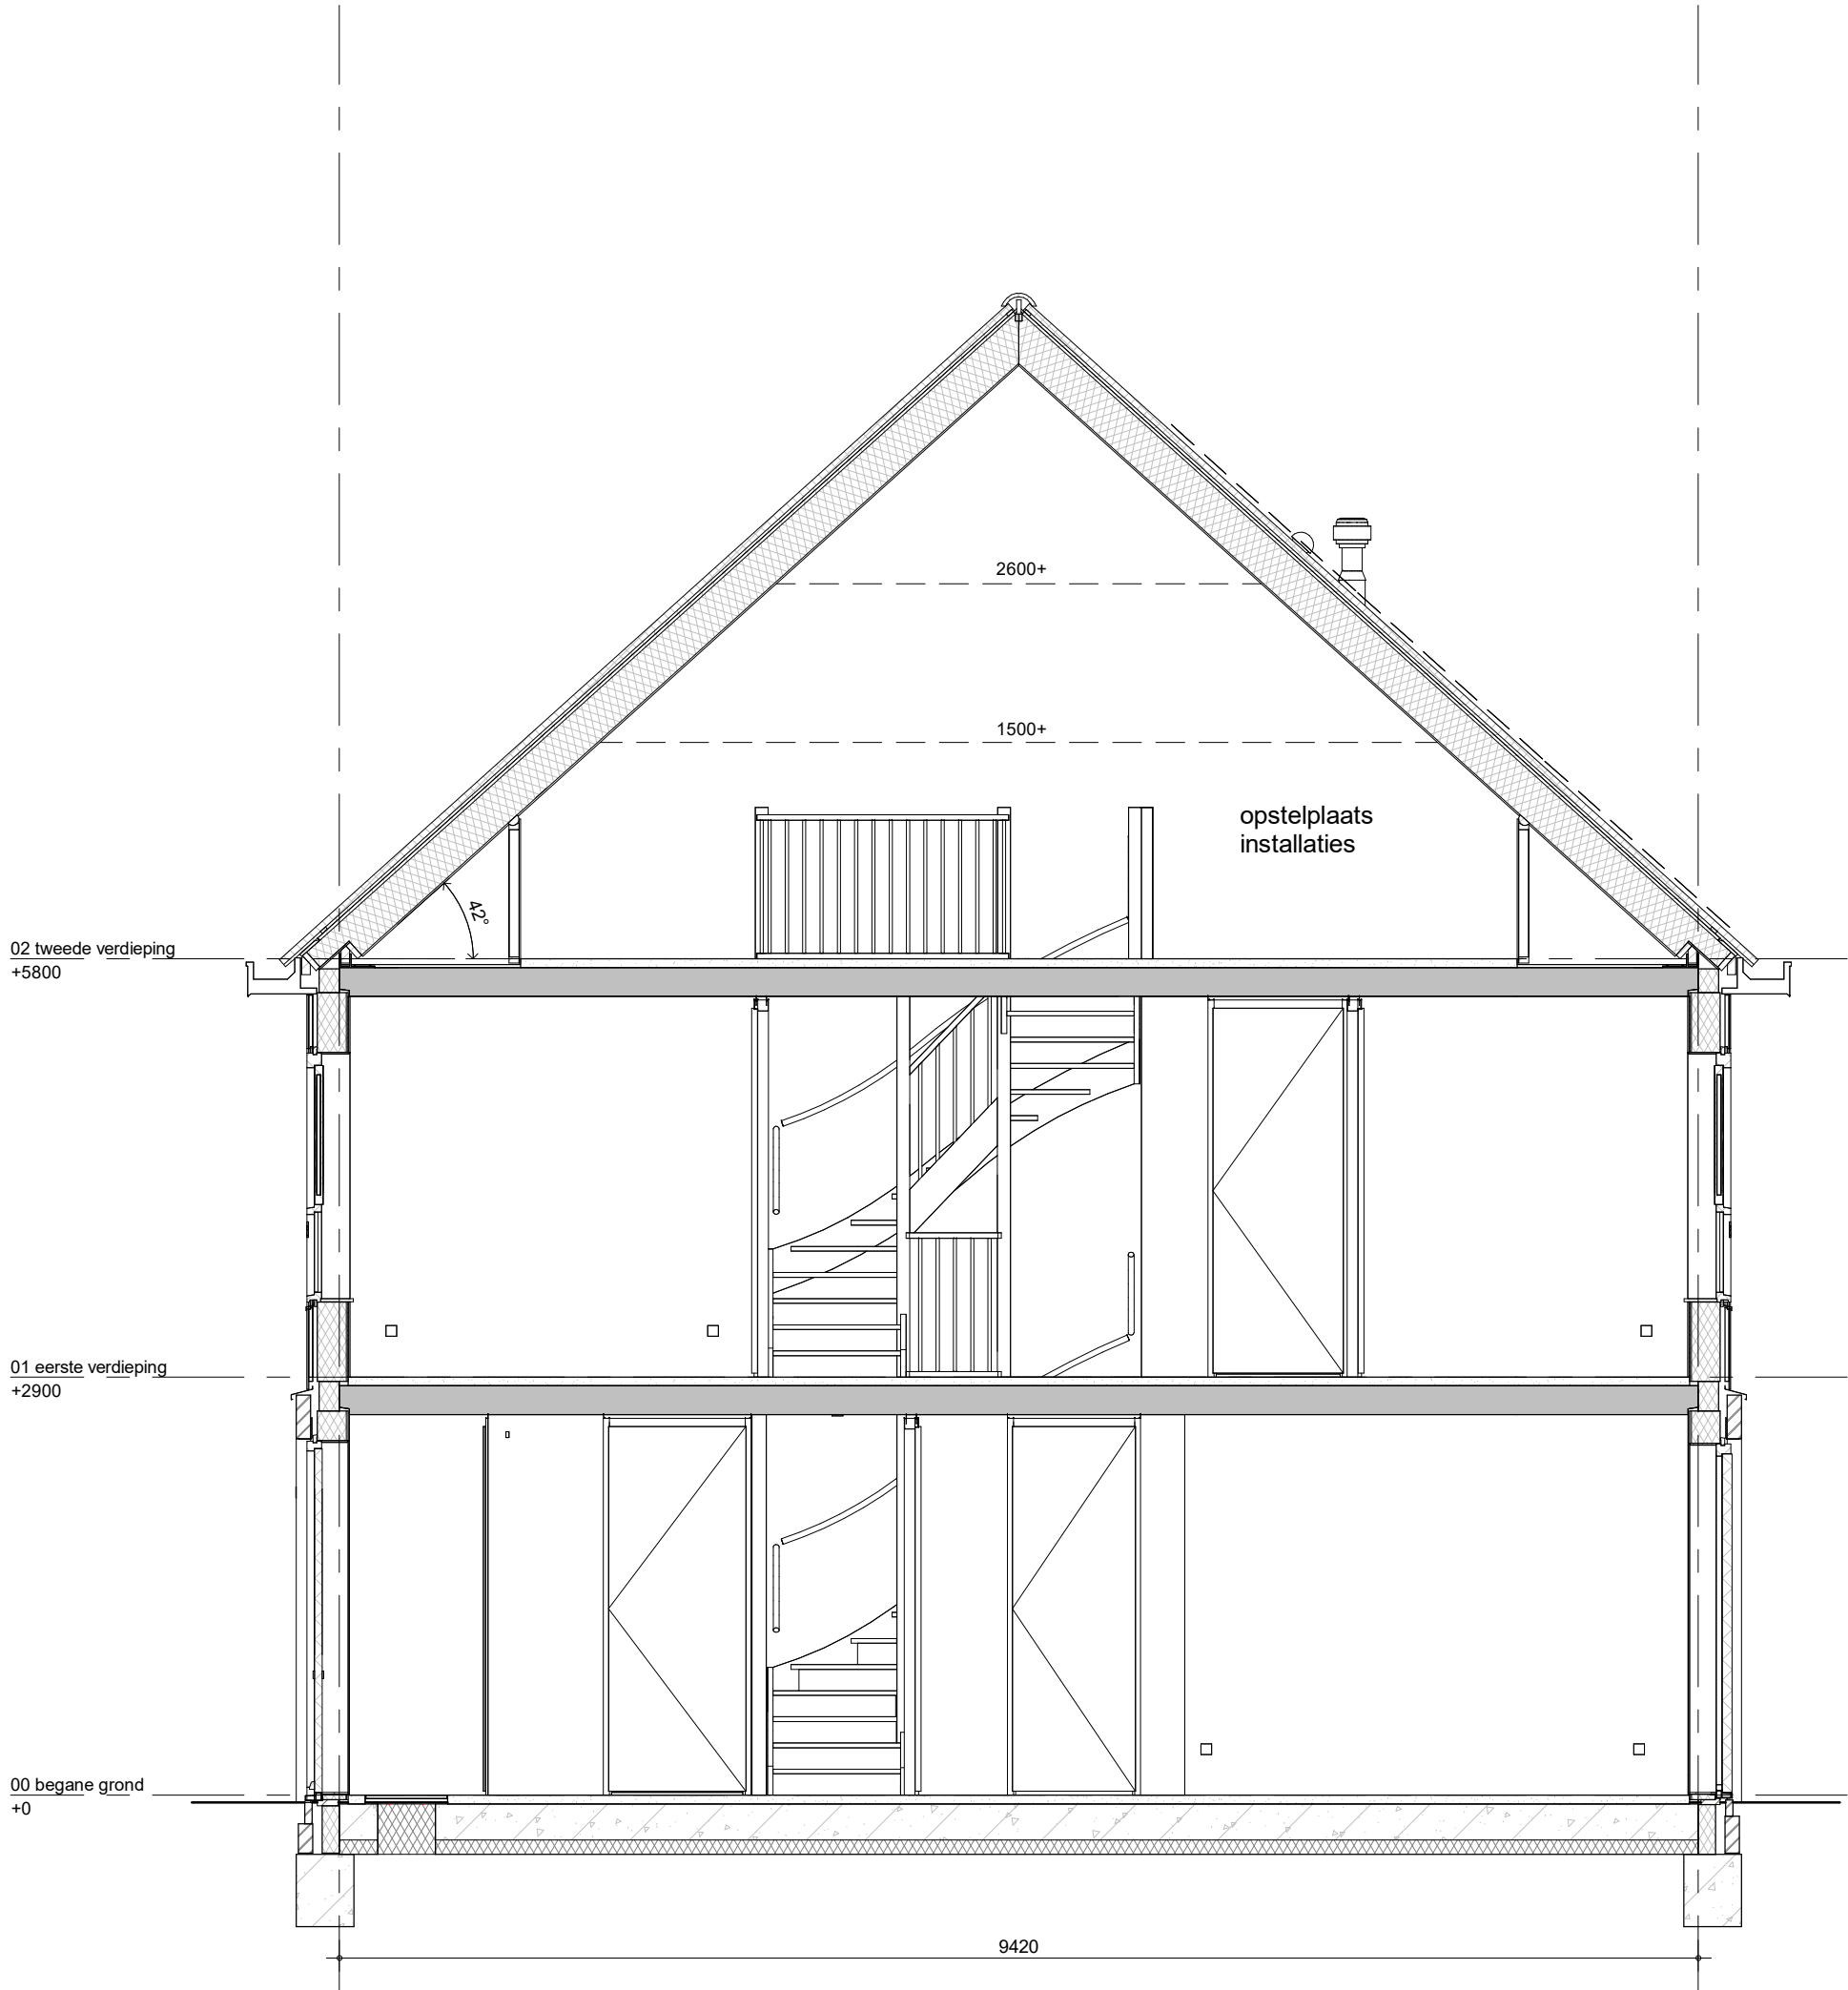 2600+
1500+
opstelplaats
installaties
42°
02 tweede verdieping
+5800
01 eerste verdieping
+2900
00 begane grond
+0
9420